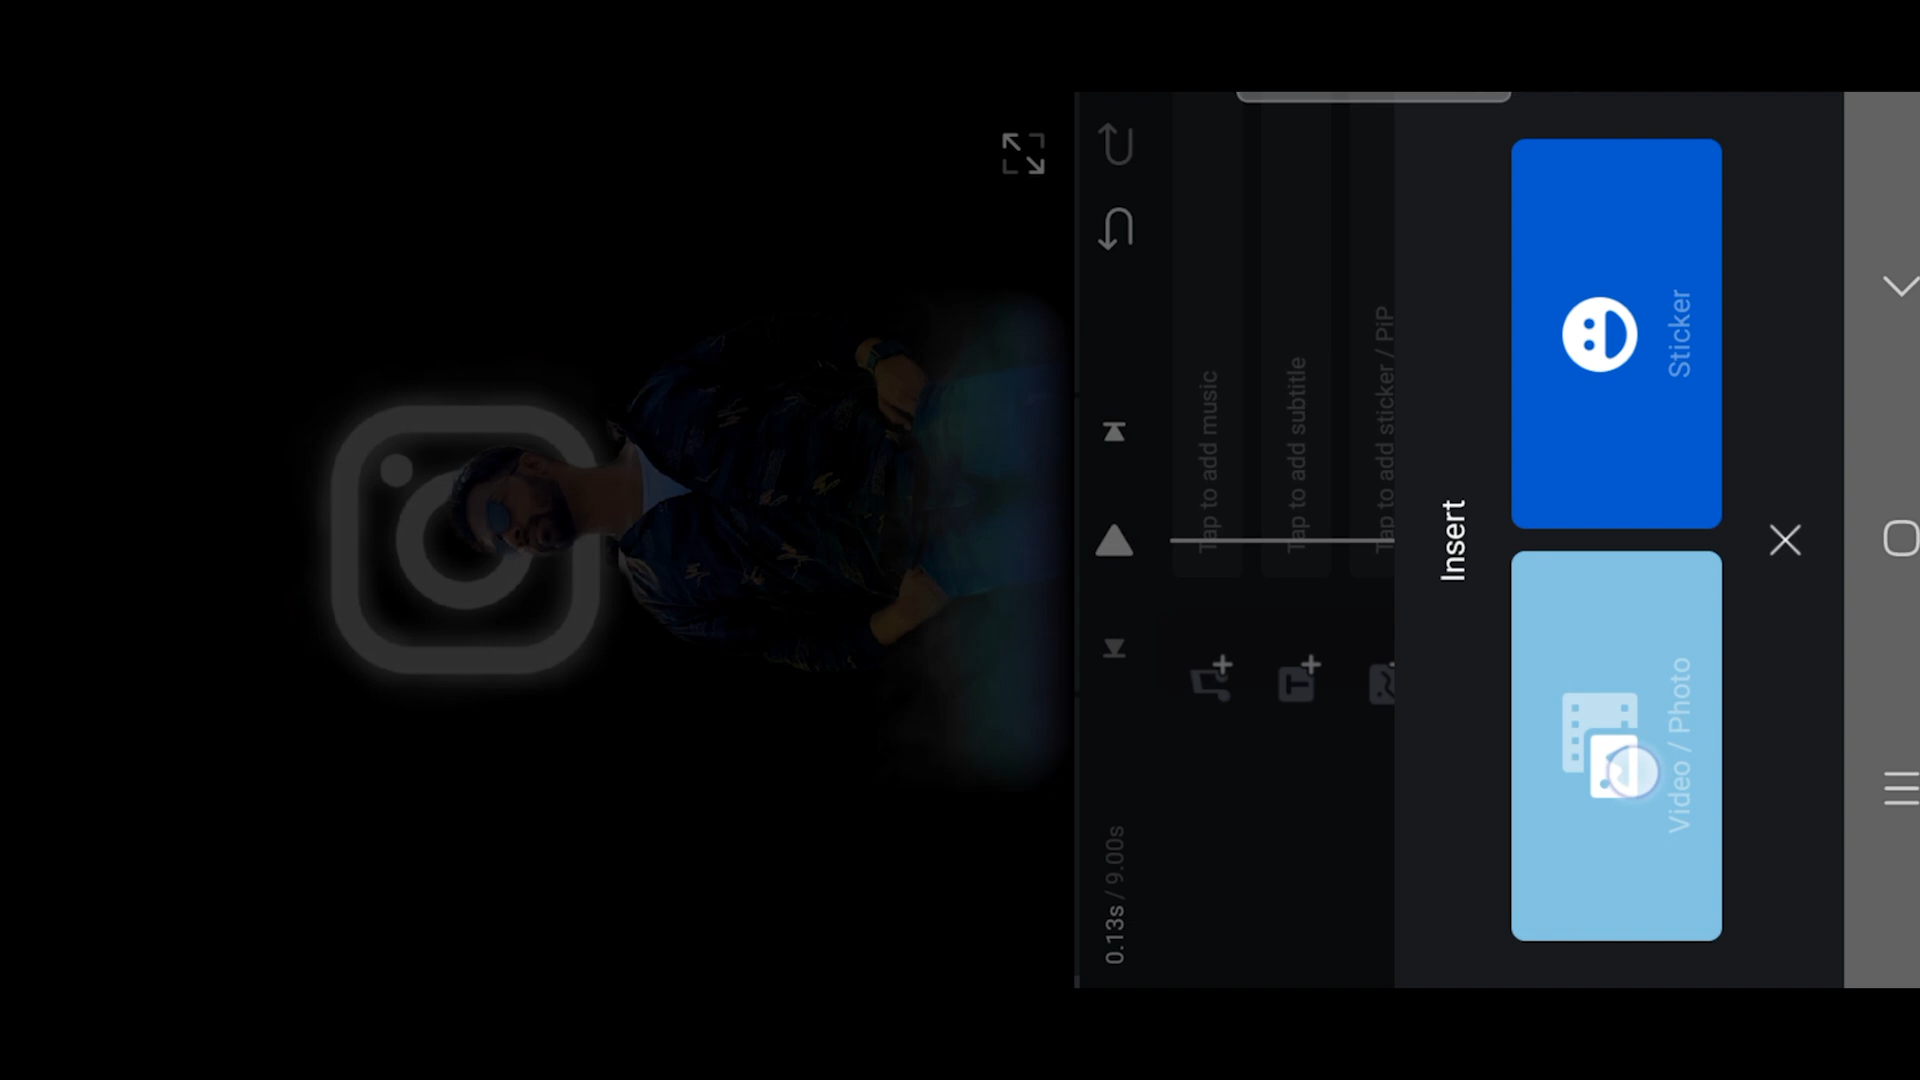 0.13s / 9.00s
Tap to add music
Tap to add subtitle
Tap to add sticker / PiP
Insert
Video / Photo
Sticker